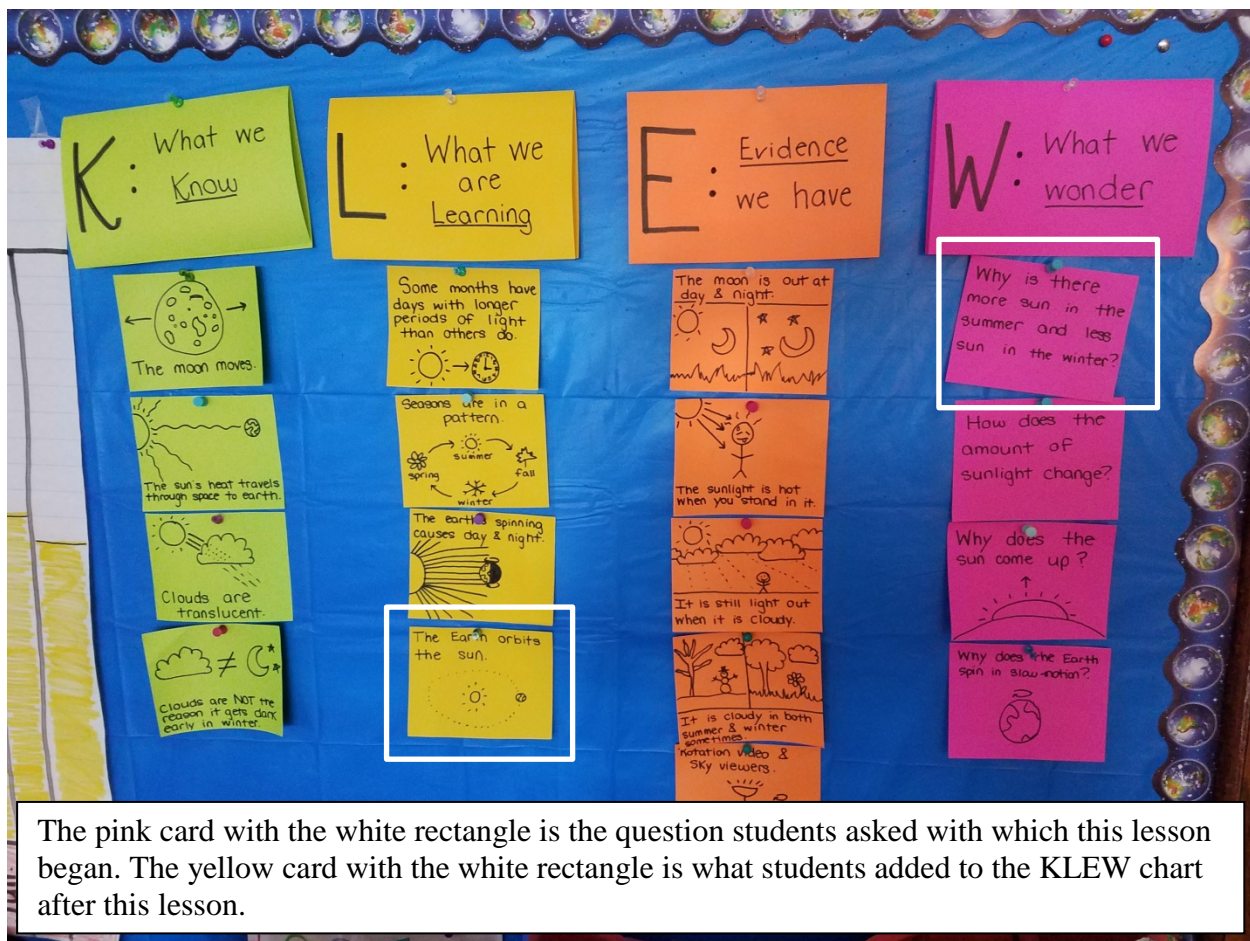 K: What we
Know
L: What we
are
Learning
E: Evidence
we have
W: What we
wonder
The moon moves.
The sun's heat travels
through space to earth.
Clouds are
translucent.
Clouds are NOT the
reason it gets dark
early in winter.
Some months have
days with longer
periods of light
than others do.
Seasons are in a
pattern.
summer
spring
fall
winter
The earth's spinning
causes day & night.
The Earth orbits
the sun.
The moon is out at
day & night.
The sunlight is hot
when you stand in it.
It is still light out
when it is cloudy.
It is cloudy in both
summer & winter
sometimes.
Rotation video &
Sky viewers.
Why is there
more sun in the
summer and less
sun in the winter?
How does the
amount of
sunlight change?
Why does the
sun come up?
Why does the Earth
spin in slow-motion?
The pink card with the white rectangle is the question students asked with which this lesson
began. The yellow card with the white rectangle is what students added to the KLEW chart
after this lesson.